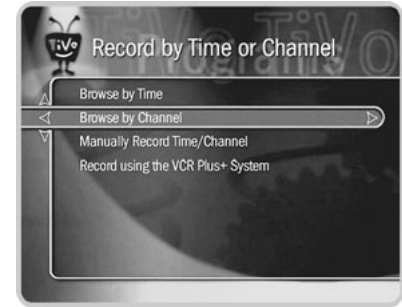 TiVo
Record by Time or Channel
Browse by Time
Browse by Channel
Manually Record Time/Channel
Record using the VCR Plus+ System